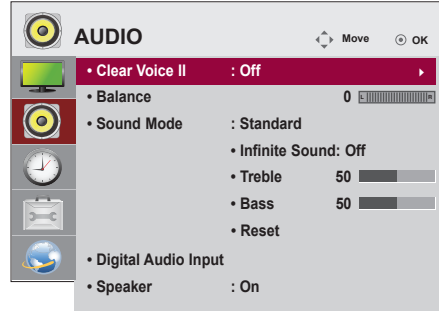 AUDIO Move OK
• Clear Voice II : Off
• Balance 0 L R
• Sound Mode : Standard
• Infinite Sound: Off
• Treble 50
• Bass 50
• Reset
• Digital Audio Input
• Speaker : On